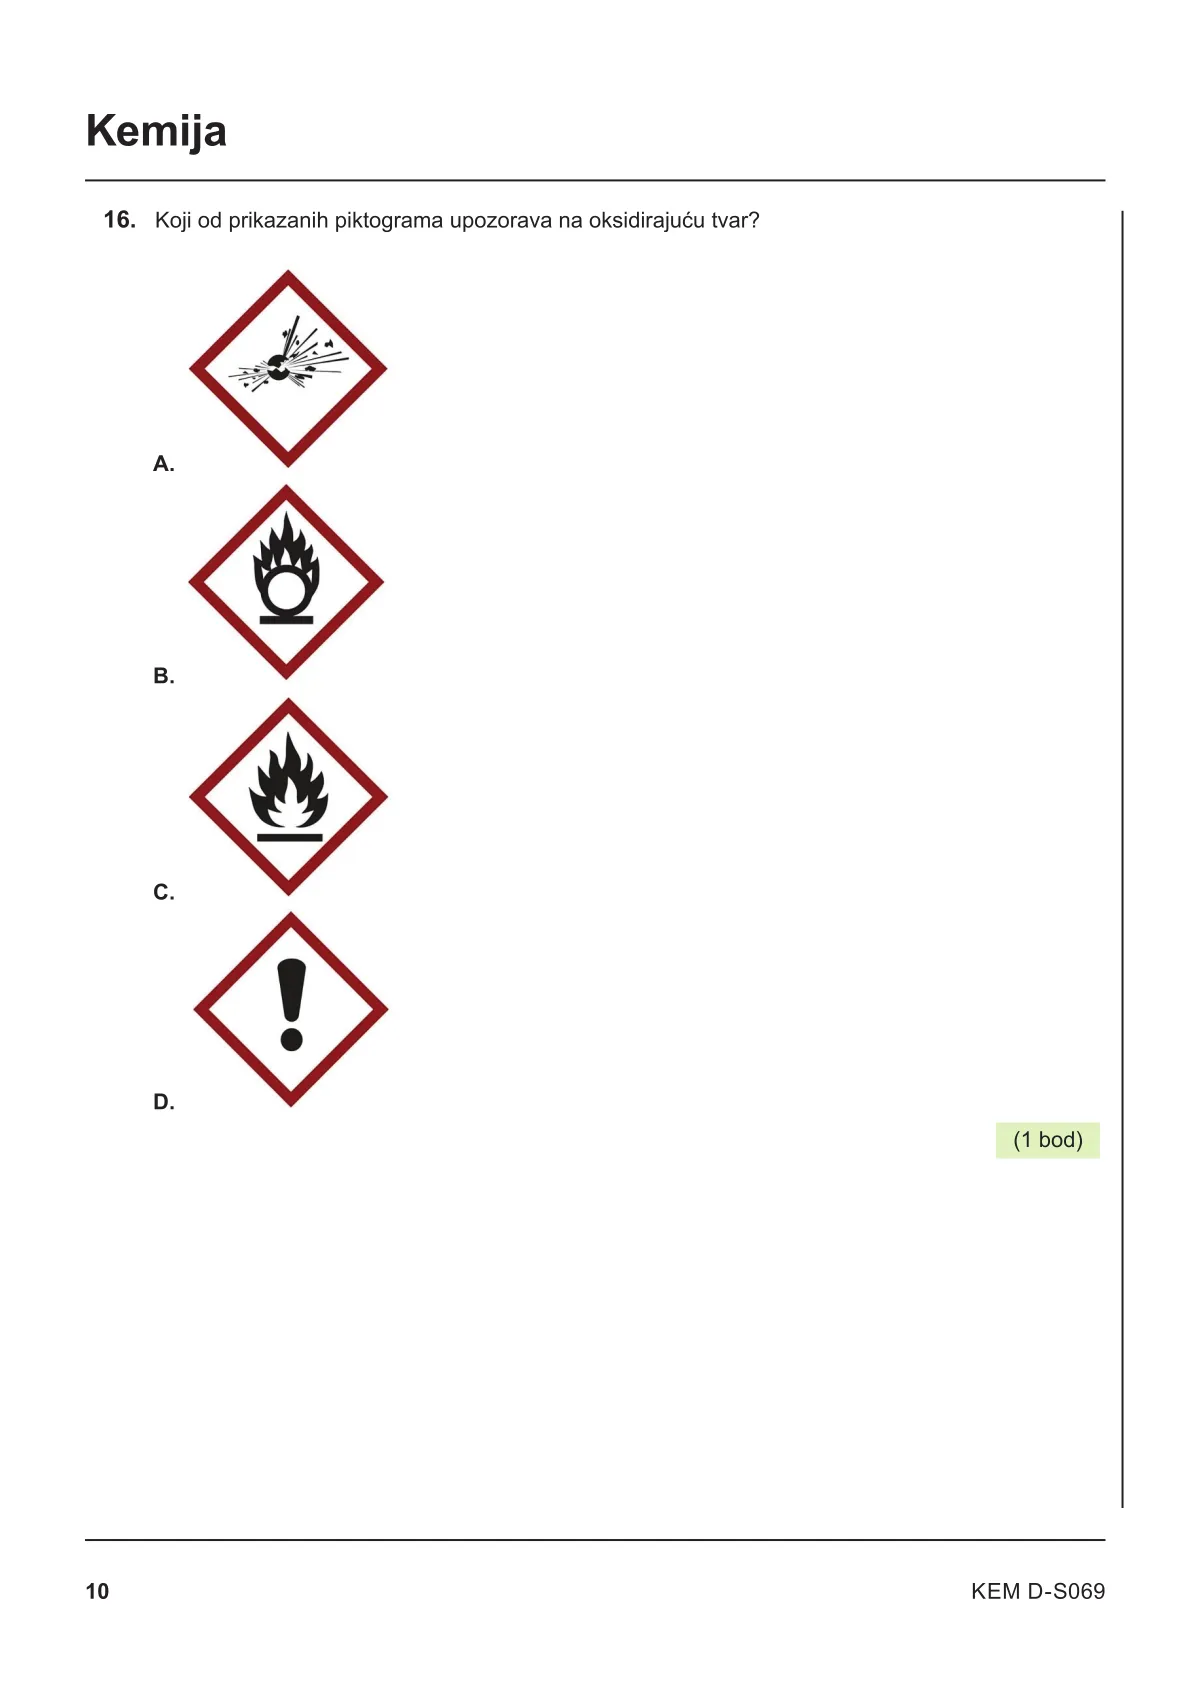 Kemija
16. Koji od prikazanih piktograma upozorava na oksidirajuću tvar?
A.
B.
C.
D.
(1 bod)
10
KEM D-S069